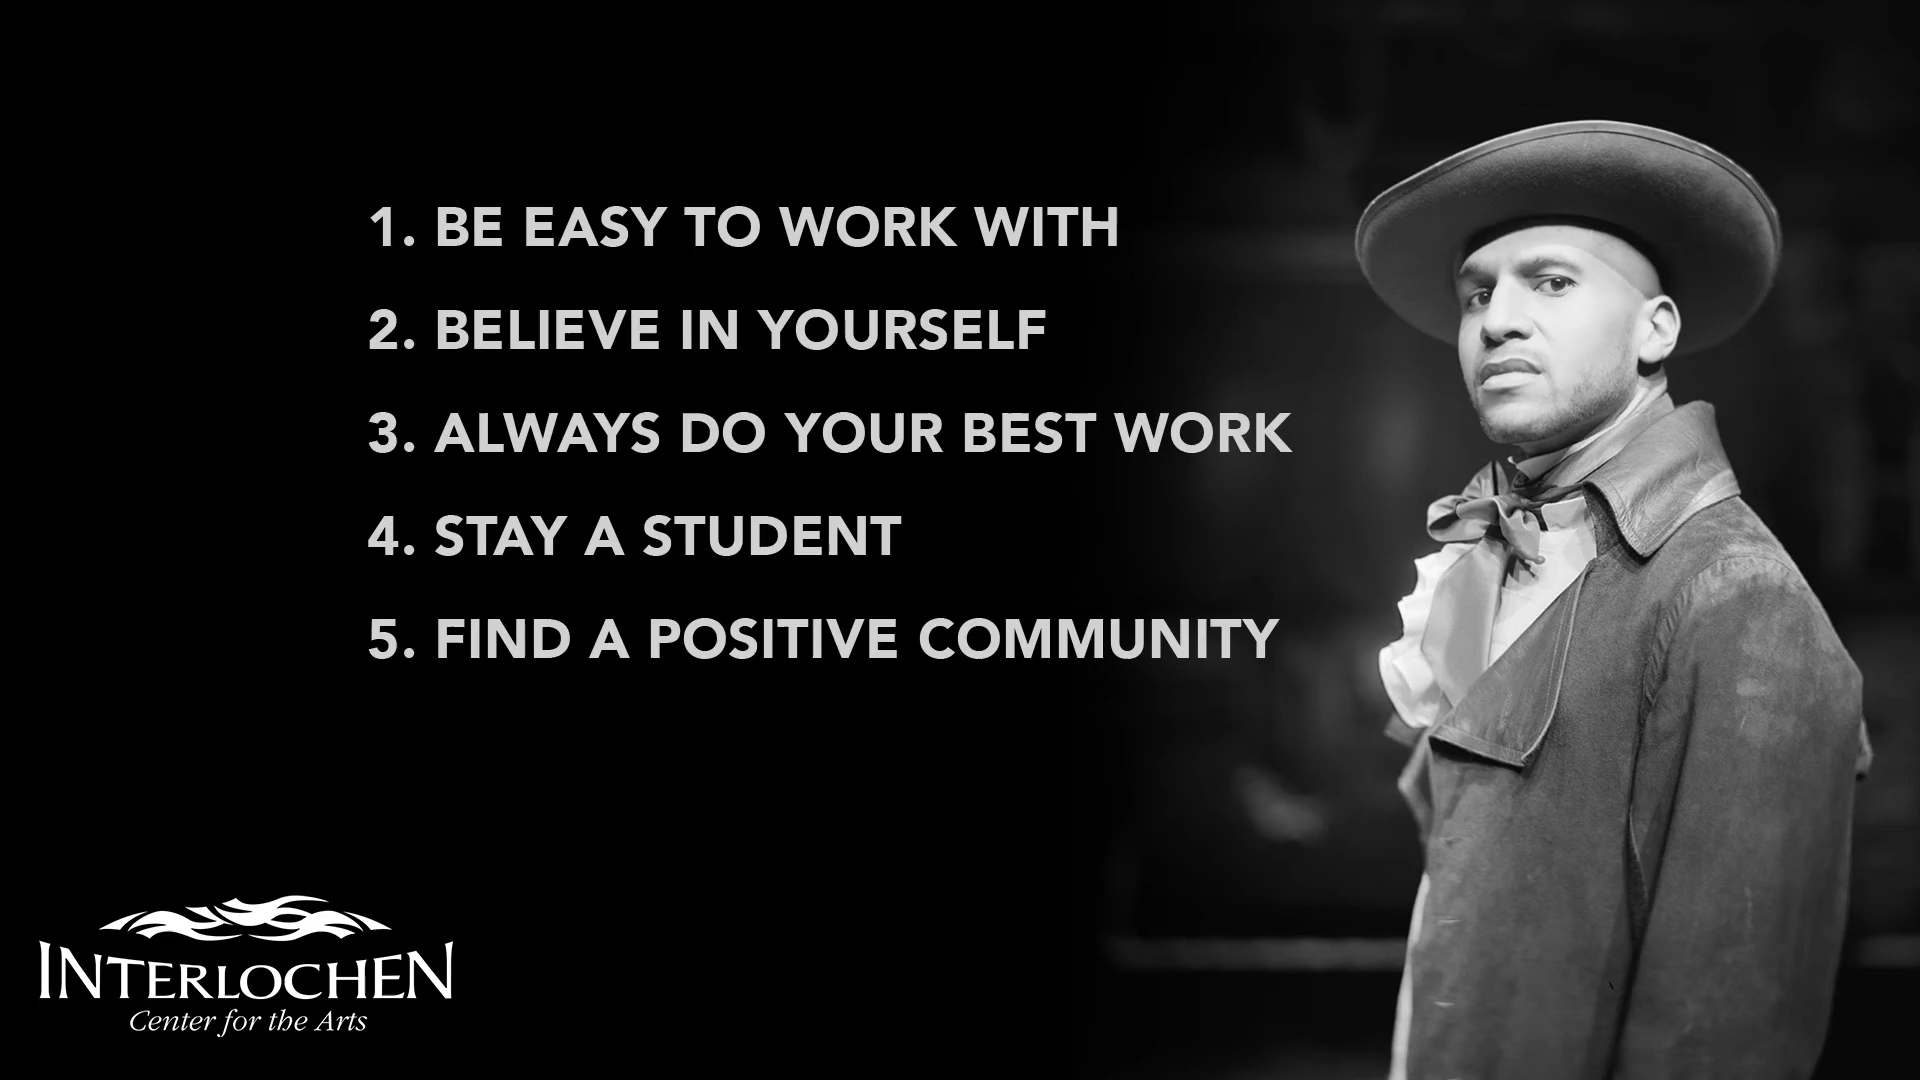 1. BE EASY TO WORK WITH
2. BELIEVE IN YOURSELF
3. ALWAYS DO YOUR BEST WORK
4. STAY A STUDENT
5. FIND A POSITIVE COMMUNITY
INTERLOCHEN
Center for the Arts